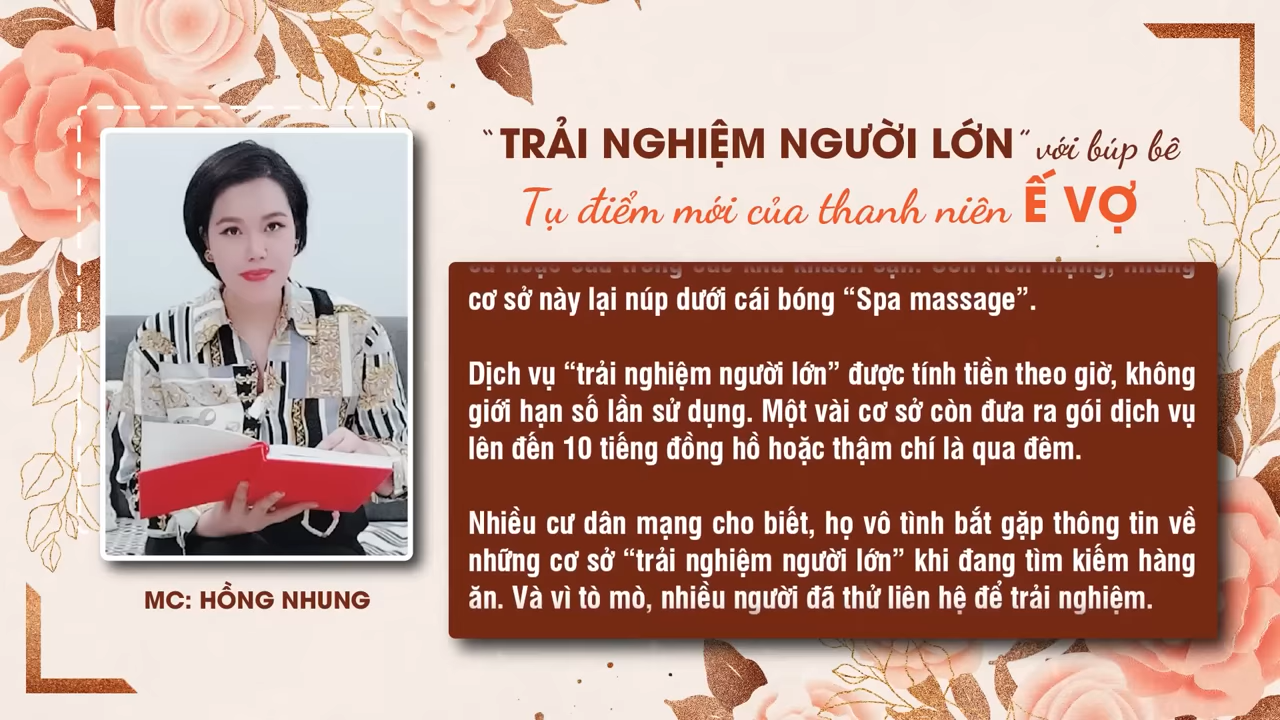 “TRẢI NGHIỆM NGƯỜI LỚN” với búp bê
Tụ điểm mới của thanh niên Ế VỢ
cơ sở này lại núp dưới cái bóng “Spa massage”.
Dịch vụ “trải nghiệm người lớn” được tính tiền theo giờ, không
giới hạn số lần sử dụng. Một vài cơ sở còn đưa ra gói dịch vụ
lên đến 10 tiếng đồng hồ hoặc thậm chí là qua đêm.
Nhiều cư dân mạng cho biết, họ vô tình bắt gặp thông tin về
những cơ sở “trải nghiệm người lớn” khi đang tìm kiếm hàng
ăn. Và vì tò mò, nhiều người đã thử liên hệ để trải nghiệm.
MC: HỒNG NHUNG